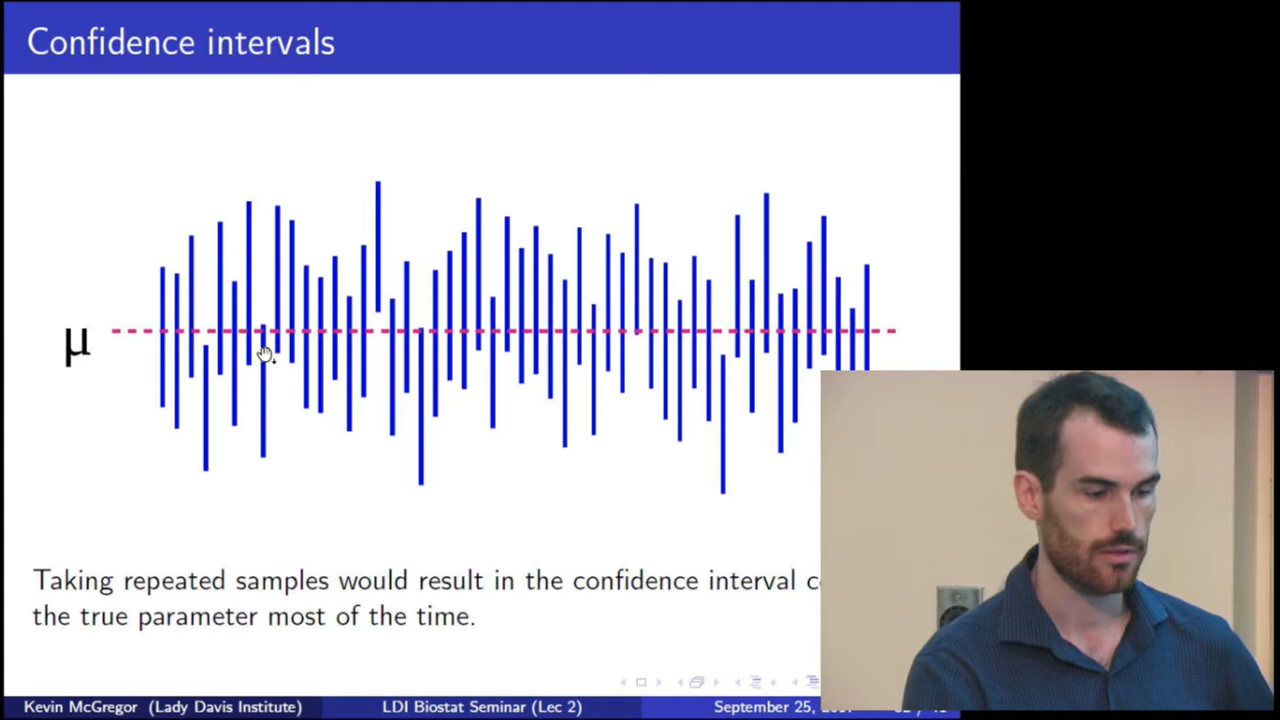 Confidence intervals
μ
Taking repeated samples would result in the confidence interval
the true parameter most of the time.
Kevin McGregor (Lady Davis Institute) LDI Biostat Seminar (Lec 2) September 25,